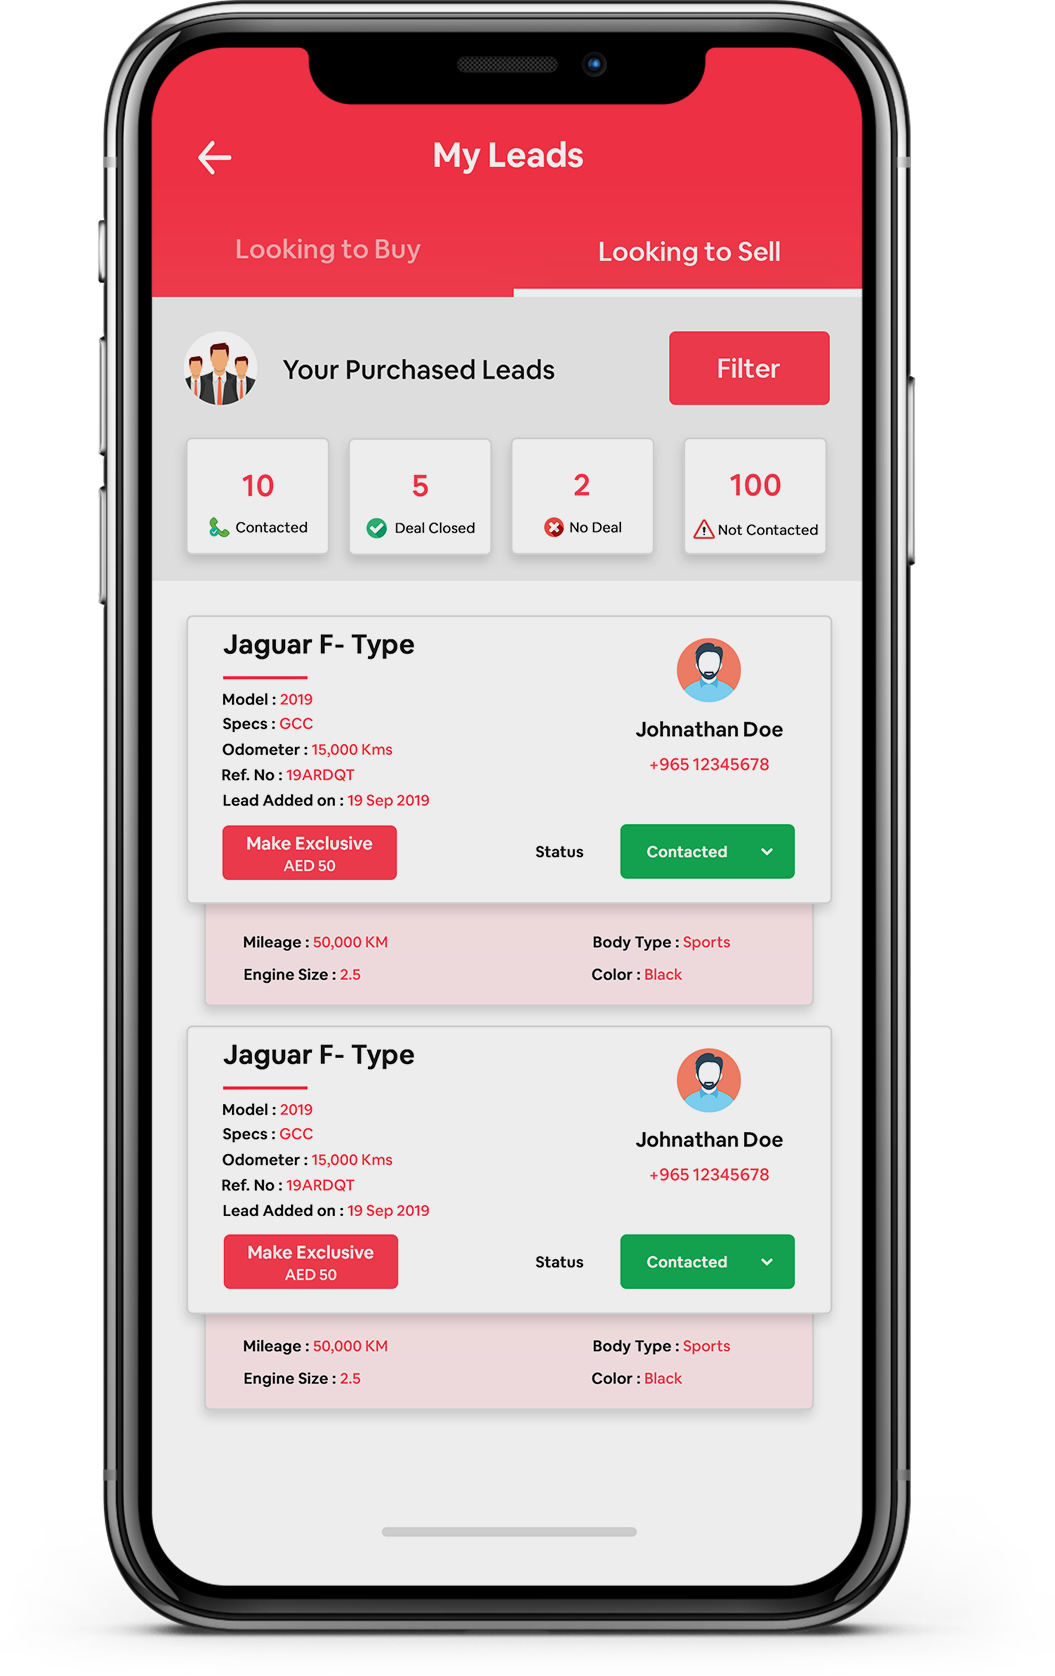 My Leads
Looking to Buy
Looking to Sell
Your Purchased Leads
Filter
10
Contacted
5
Deal Closed
2
No Deal
100
Not Contacted
Jaguar F- Type
Model : 2019
Specs : GCC
Odometer : 15,000 Kms
Ref. No : 19ARDQT
Lead Added on : 19 Sep 2019
Johnathan Doe
+965 12345678
Make Exclusive
AED 50
Status
Contacted
Mileage : 50,000 KM
Body Type : Sports
Engine Size : 2.5
Color : Black
Jaguar F- Type
Model : 2019
Specs : GCC
Odometer : 15,000 Kms
Ref. No : 19ARDQT
Lead Added on : 19 Sep 2019
Johnathan Doe
+965 12345678
Make Exclusive
AED 50
Status
Contacted
Mileage : 50,000 KM
Body Type : Sports
Engine Size : 2.5
Color : Black